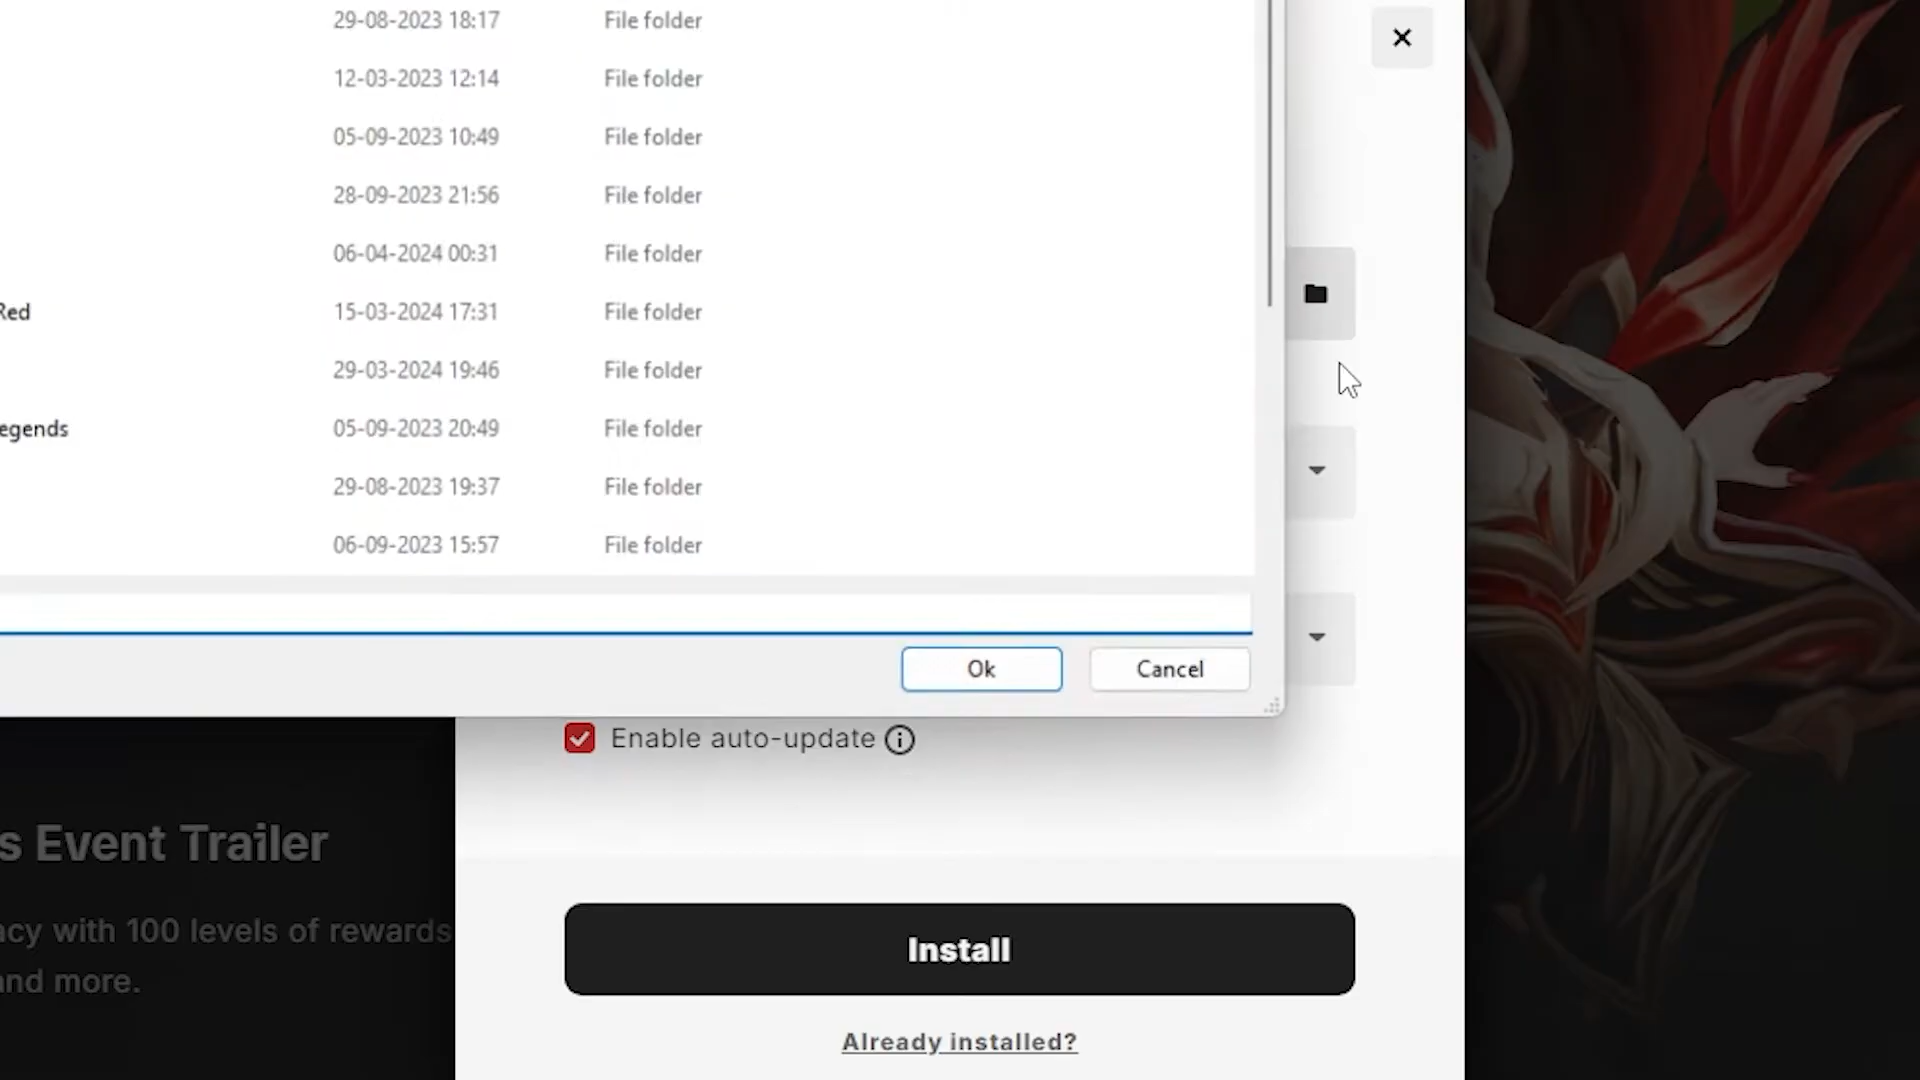 29-08-2023 18:17 File folder
12-03-2023 12:14 File folder
05-09-2023 10:49 File folder
28-09-2023 21:56 File folder
06-04-2024 00:31 File folder
Red 15-03-2024 17:31 File folder
29-03-2024 19:46 File folder
egends 05-09-2023 20:49 File folder
29-08-2023 19:37 File folder
06-09-2023 15:57 File folder
Ok Cancel
Enable auto-update
s Event Trailer
acy with 100 levels of rewards
and more.
Install
Already installed?